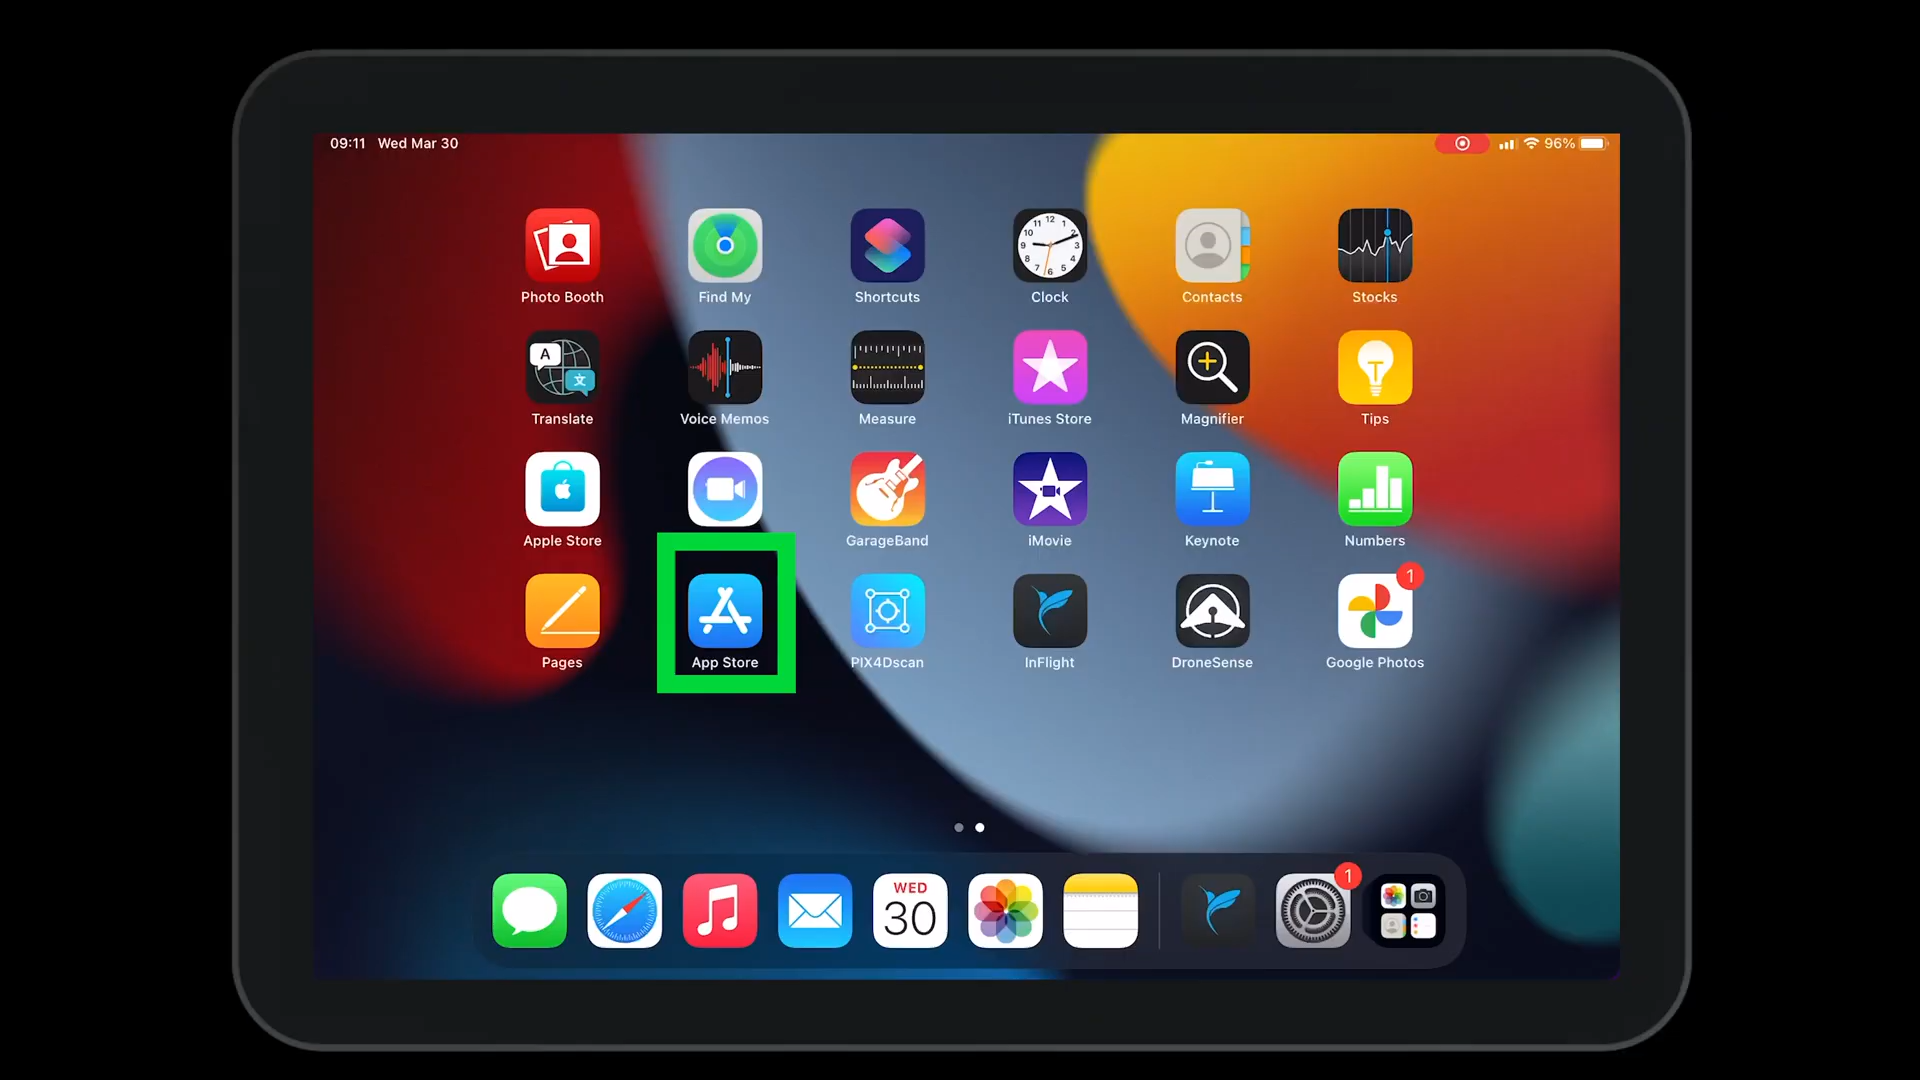 09:11 Wed Mar 30
96%
Photo Booth
Find My
Shortcuts
Clock
Contacts
Stocks
A
文
Translate
Voice Memos
Measure
iTunes Store
Magnifier
Tips
Apple Store
GarageBand
iMovie
Keynote
Numbers
1
Pages
App Store
PIX4Dscan
InFlight
DroneSense
Google Photos
WED
30
1